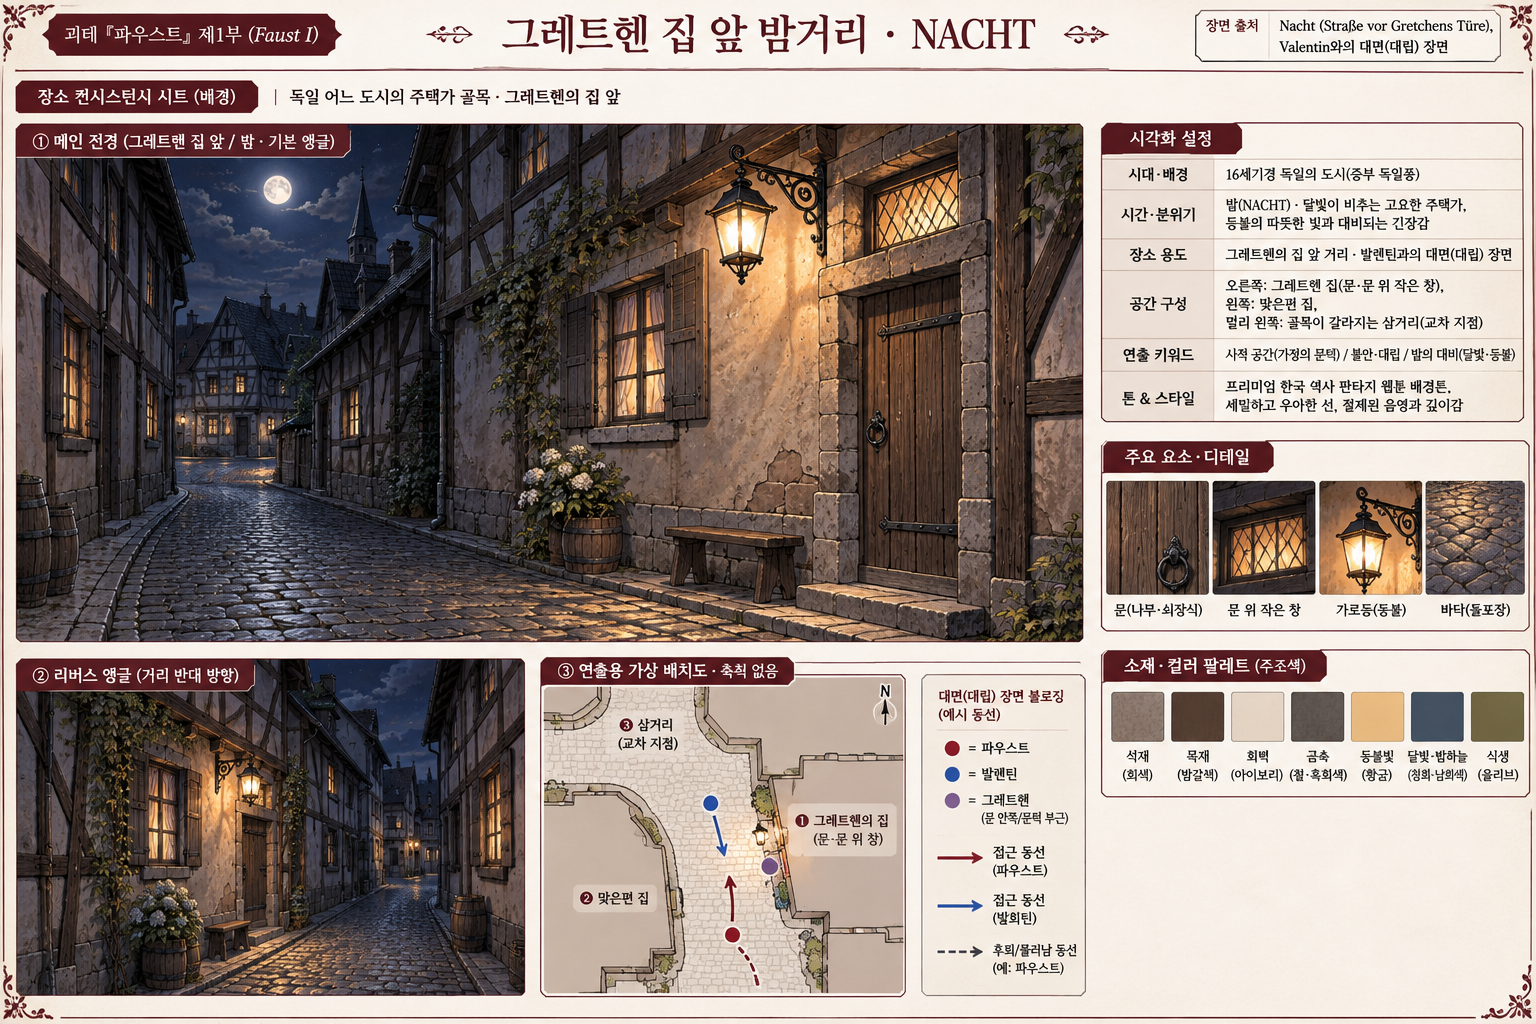 괴테 『파우스트』 제1부 (Faust I)
그레트헨 집 앞 밤거리 · NACHT
장면 출처
Nacht (Straße vor Gretchens Türe),
Valentin와의 대면(대립) 장면
장소 컨시스턴시 시트 (배경)
독일 어느 도시의 주택가 골목 · 그레트헨의 집 앞
① 메인 전경 (그레트헨 집 앞 / 밤 · 기본 앵글)
시각화 설정
시대·배경
16세기경 독일의 도시(중부 독일풍)
시간·분위기
밤(NACHT) · 달빛이 비추는 고요한 주택가,
등불의 따뜻한 빛과 대비되는 긴장감
장소 용도
그레트헨의 집 앞 거리 · 발렌틴과의 대면(대립) 장면
공간 구성
오른쪽: 그레트헨 집(문·문 위 작은 창),
왼쪽: 맞은편 집,
멀리 왼쪽: 골목이 갈라지는 삼거리(교차 지점)
연출 키워드
사적 공간(가정의 문턱) / 불안·대립 / 밤의 대비(달빛·등불)
톤 & 스타일
프리미엄 한국 역사 판타지 웹툰 배경톤,
세밀하고 우아한 선, 절제된 음영과 깊이감
주요 요소·디테일
문(나무·쇠장식)
문 위 작은 창
가로등(등불)
바닥(돌포장)
② 리버스 앵글 (거리 반대 방향)
③ 연출용 가상 배치도 · 축척 없음
N
❸ 삼거리
(교차 지점)
❶ 그레트헨의 집
(문·문 위 창)
❷ 맞은편 집
대면(대립) 장면 블로킹
(예시 동선)
= 파우스트
= 발렌틴
= 그레트헨
(문 안쪽/문턱 부근)
접근 동선
(파우스트)
접근 동선
후퇴/물러남 동선
(예: 파우스트)
소재·컬러 팔레트 (주조색)
석재
(회색)
목재
(밤갈색)
회벽
(아이보리)
금속
(철·흑회색)
등불빛
(황금)
달빛·밤하늘
(청회·남회색)
식생
(올리브)